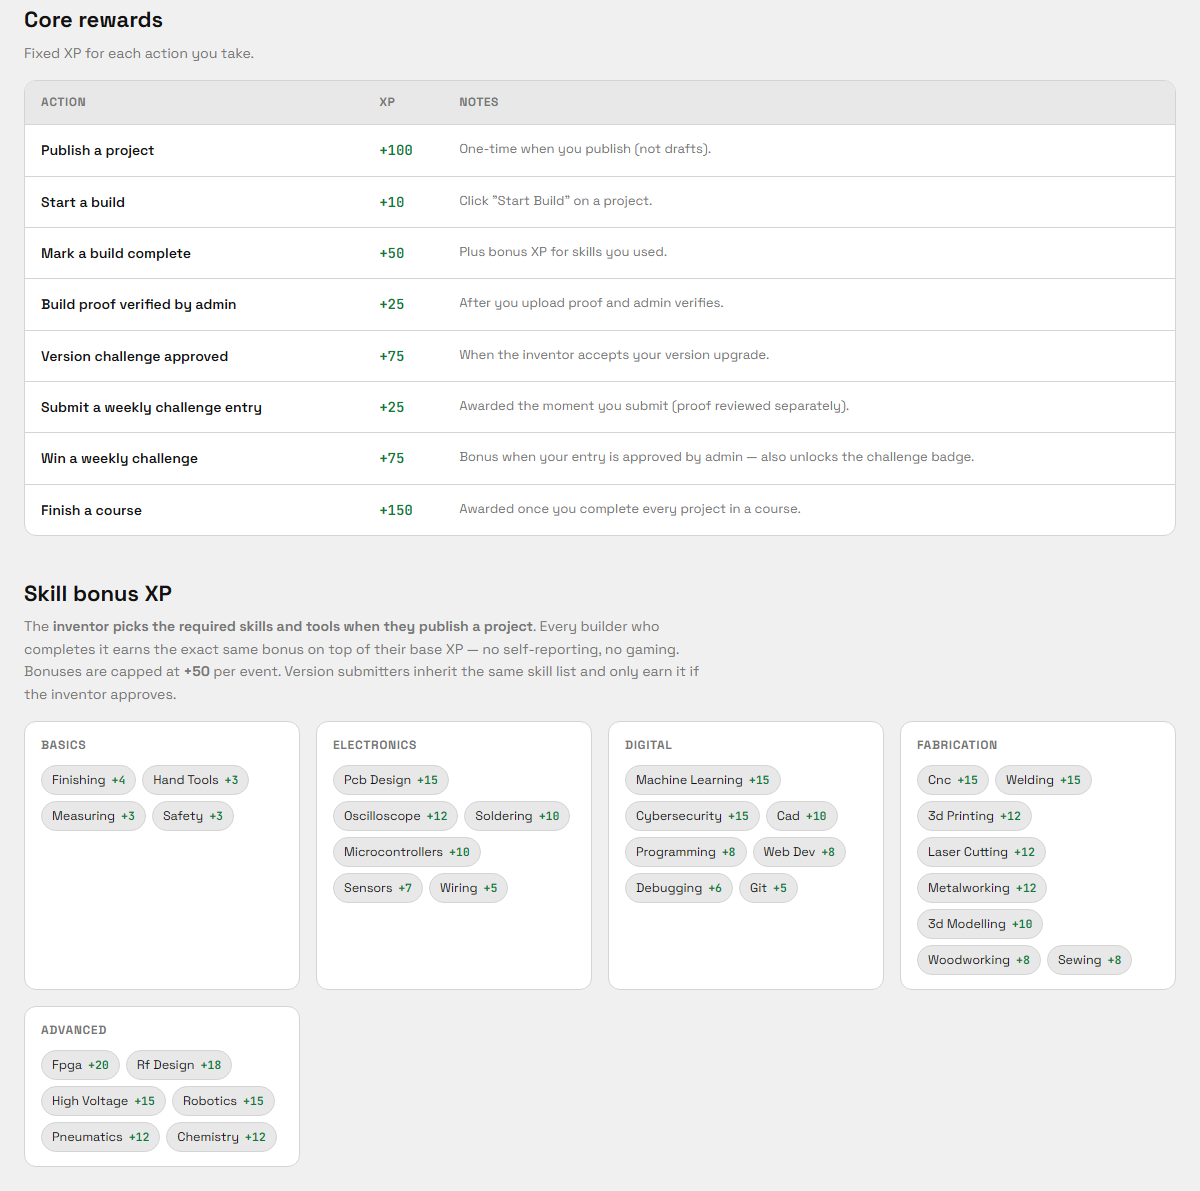 Core rewards
Fixed XP for each action you take.
ACTION XP NOTES
Publish a project +100 One-time when you publish (not drafts).
Start a build +10 Click "Start Build" on a project.
Mark a build complete +50 Plus bonus XP for skills you used.
Build proof verified by admin +25 After you upload proof and admin verifies.
Version challenge approved +75 When the inventor accepts your version upgrade.
Submit a weekly challenge entry +25 Awarded the moment you submit (proof reviewed separately).
Win a weekly challenge +75 Bonus when your entry is approved by admin — also unlocks the challenge badge.
Finish a course +150 Awarded once you complete every project in a course.
Skill bonus XP
The inventor picks the required skills and tools when they publish a project. Every builder who
completes it earns the exact same bonus on top of their base XP — no self-reporting, no gaming.
Bonuses are capped at +50 per event. Version submitters inherit the same skill list and only earn it if
the inventor approves.
BASICS
Finishing +4 Hand Tools +3
Measuring +3 Safety +3
ELECTRONICS
Pcb Design +15
Oscilloscope +12 Soldering +10
Microcontrollers +10
Sensors +7 Wiring +5
DIGITAL
Machine Learning +15
Cybersecurity +15 Cad +10
Programming +8 Web Dev +8
Debugging +6 Git +5
FABRICATION
Cnc +15 Welding +15
3d Printing +12
Laser Cutting +12
Metalworking +12
3d Modelling +10
Woodworking +8 Sewing +8
ADVANCED
Fpga +20 Rf Design +18
High Voltage +15 Robotics +15
Pneumatics +12 Chemistry +12